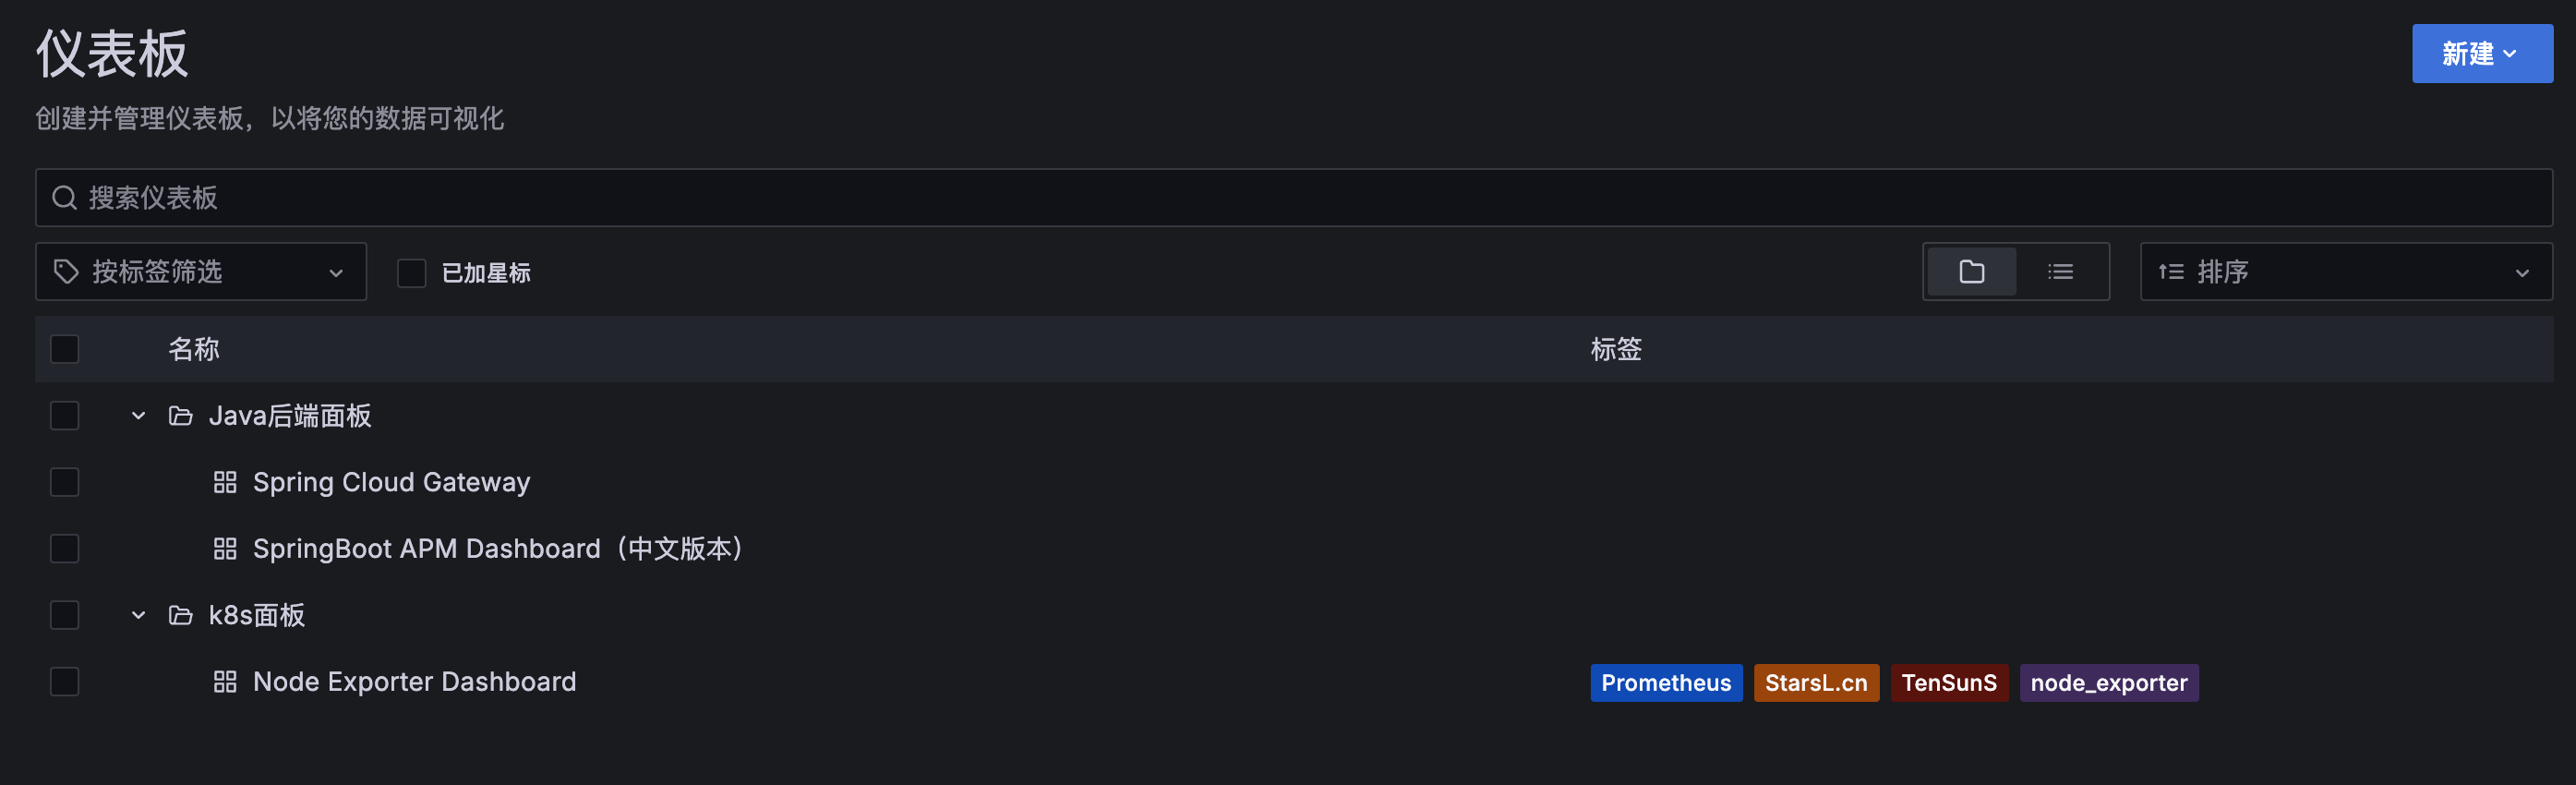 仪表板
新建
创建并管理仪表板，以将您的数据可视化
搜索仪表板
按标签筛选 已加星标 排序
名称 标签
Java后端面板
Spring Cloud Gateway
SpringBoot APM Dashboard（中文版本）
k8s面板
Node Exporter Dashboard Prometheus StarsL.cn TenSunS node_exporter